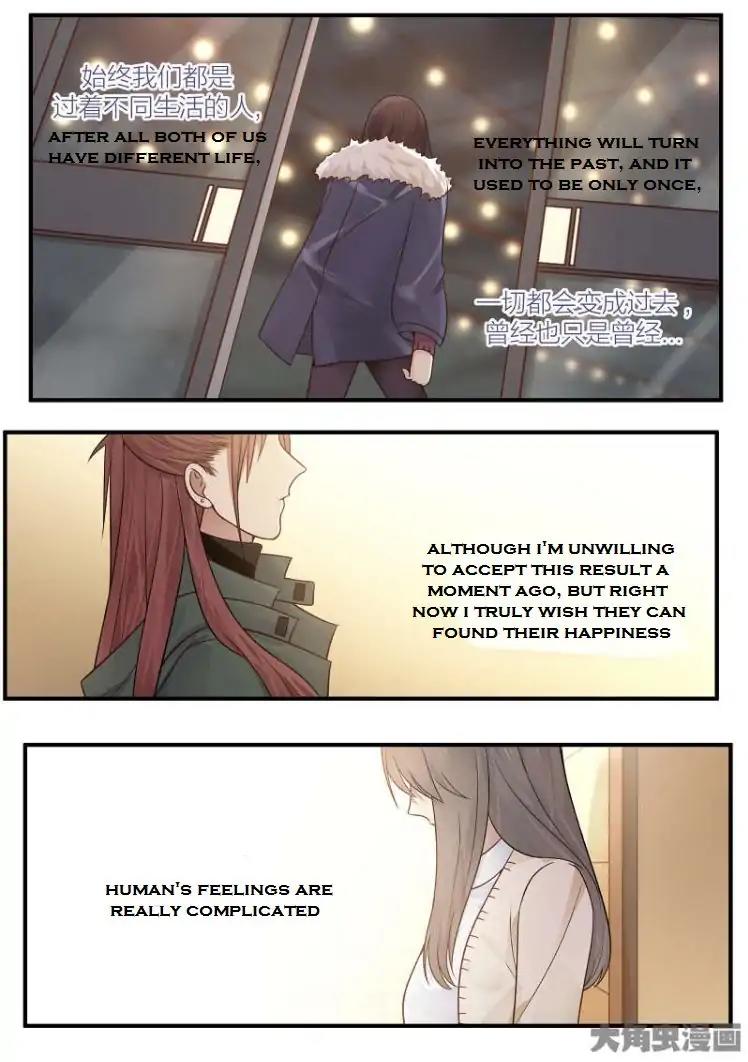 始终我们都是
过着不同生活的人,
AFTER ALL BOTH OF US
HAVE DIFFERENT LIFE,
EVERYTHING WILL TURN
INTO THE PAST, AND IT
USED TO BE ONLY ONCE,
一切都会变成过去,
曾经也只是曾经...
ALTHOUGH I'M UNWILLING
TO ACCEPT THIS RESULT A
MOMENT AGO, BUT RIGHT
NOW I TRULY WISH THEY CAN
FOUND THEIR HAPPINESS
HUMAN'S FEELINGS ARE
REALLY COMPLICATED
大角虫漫画